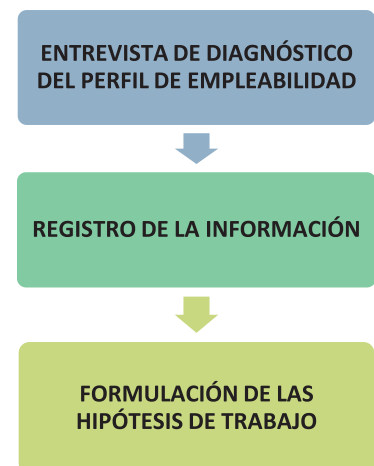 ENTREVISTA DE DIAGNÓSTICO
DEL PERFIL DE EMPLEABILIDAD
REGISTRO DE LA INFORMACIÓN
FORMULACIÓN DE LAS
HIPÓTESIS DE TRABAJO